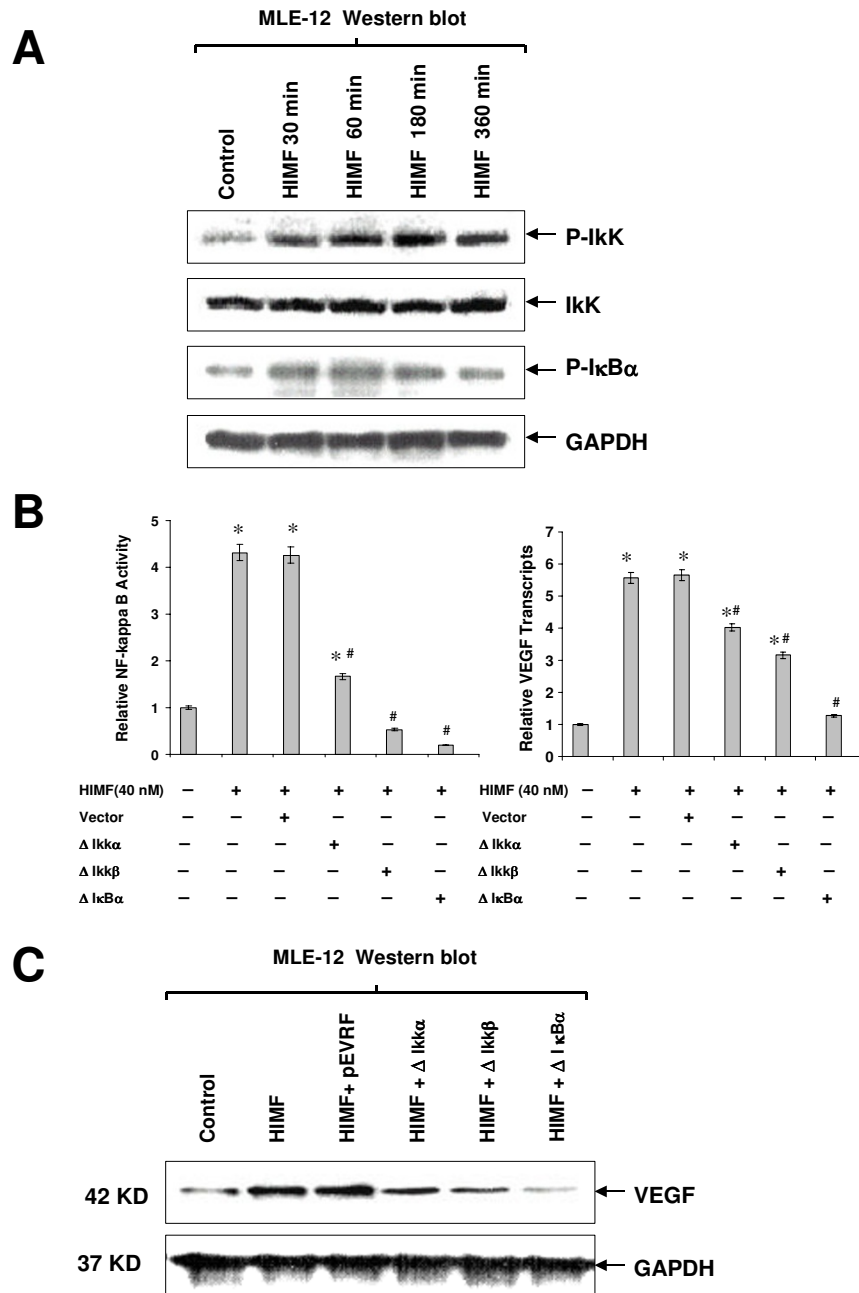 A
MLE-12 Western blot
Control
HIMF 30 min
HIMF 60 min
HIMF 180 min
HIMF 360 min
P-IkK
IkK
P-IκBα
GAPDH
B
Relative NF-kappa B Activity
5
4
3
2
1
0
*
*
* #
#
#
HIMF(40 nM) – + + + + +
Vector – – + – – –
Δ Ikkα – – – + – –
Δ Ikkβ – – – – + –
Δ IκBα – – – – – +
Relative VEGF Transcripts
7
6
5
4
3
2
1
0
*
*
*#
*#
#
HIMF (40 nM) – + + + + +
Vector – – + – – –
Δ Ikkα – – – + – –
Δ Ikkβ – – – – + –
Δ IκBα – – – – – +
C
MLE-12 Western blot
Control
HIMF
HIMF+ pEVRF
HIMF + Δ Ikkα
HIMF + Δ Ikkβ
HIMF + Δ I κBα
42 KD
VEGF
37 KD
GAPDH